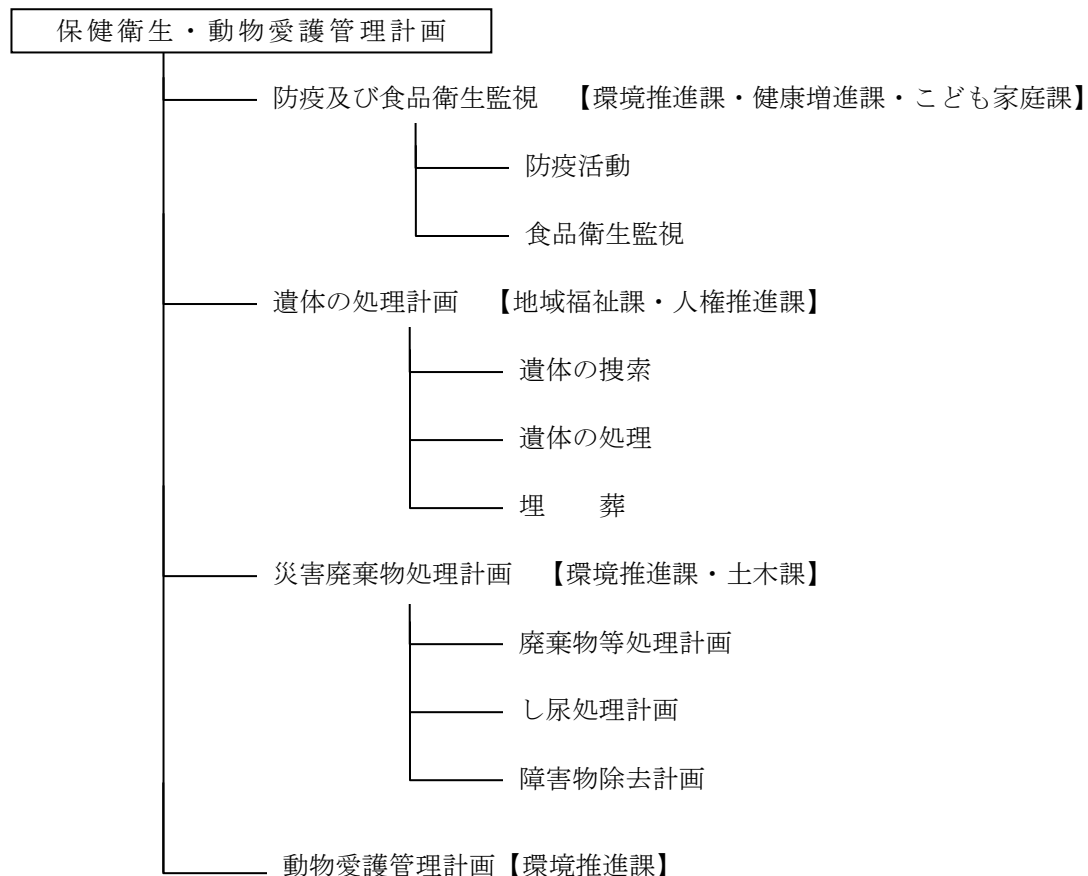 保健衛生・動物愛護管理計画
防疫及び食品衛生監視　【環境推進課・健康増進課・こども家庭課】
防疫活動
食品衛生監視
遺体の処理計画　【地域福祉課・人権推進課】
遺体の捜索
遺体の処理
埋　　葬
災害廃棄物処理計画　【環境推進課・土木課】
廃棄物等処理計画
し尿処理計画
障害物除去計画
動物愛護管理計画【環境推進課】